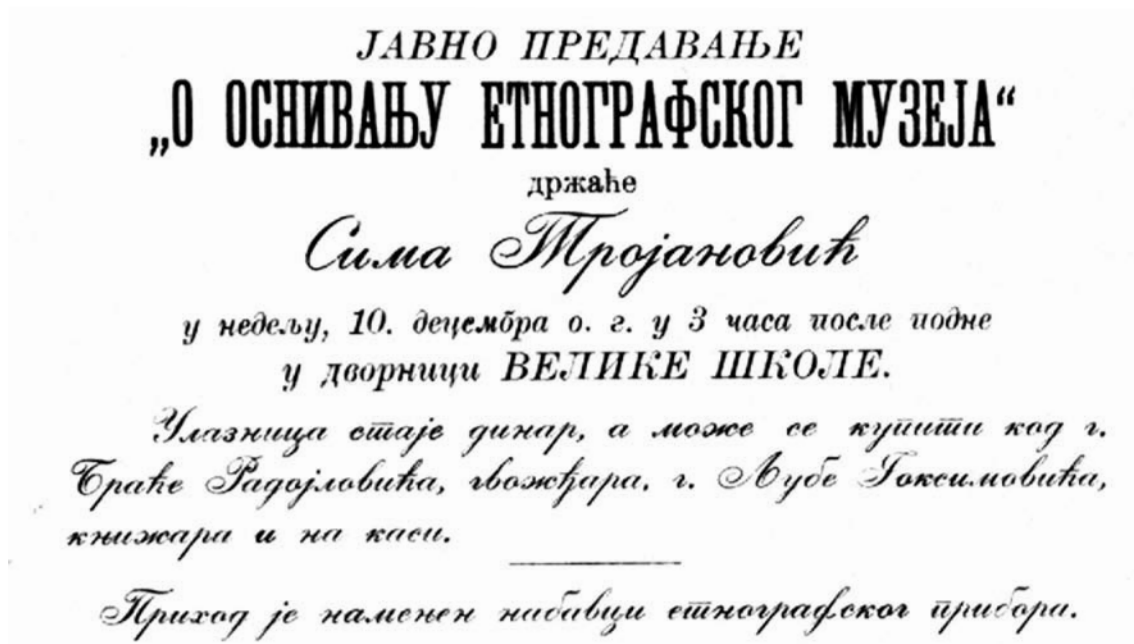 ЈАВНО ПРЕДАВАЊЕ
„О ОСНИВАЊУ ЕТНОГРАФСКОГ МУЗЕЈА“
држаће
Сима Тројановић
у недељу, 10. децембра о. г. у 3 часа после подне
у дворници ВЕЛИКЕ ШКОЛЕ.
Улазница стаје динар, а може се купити код г.
Браће Радојловића, гвожђара. г. Љубе Јоксимовића,
књижара и на каси.
Приход је намењен набавци етнографског прибора.